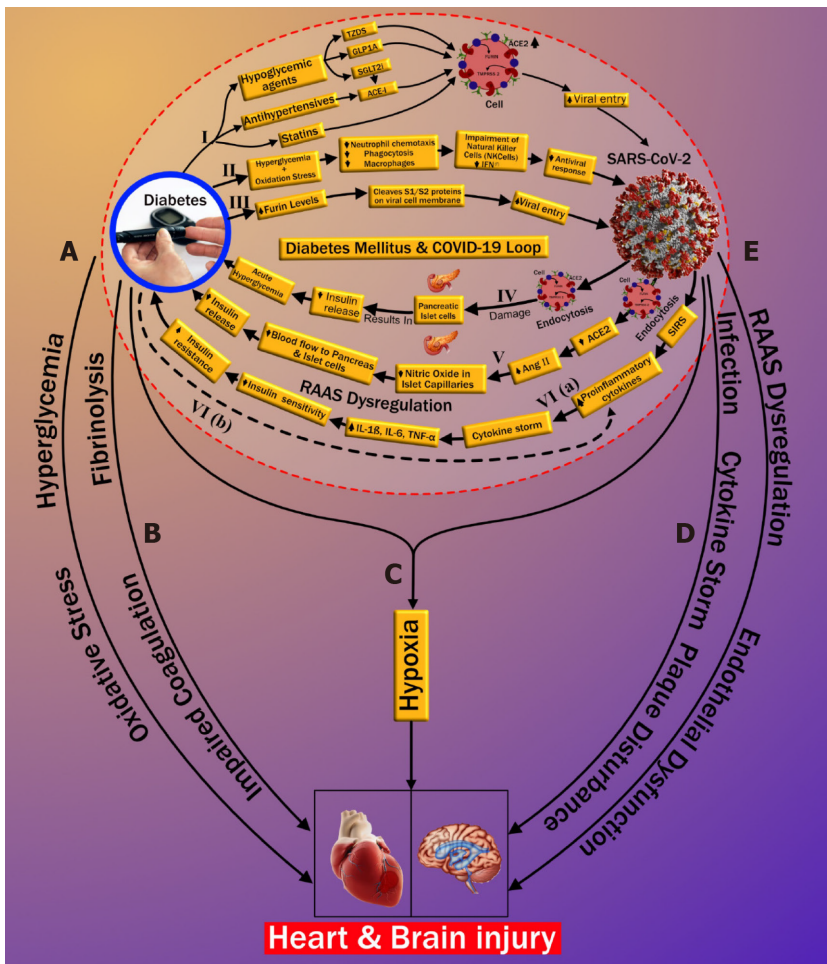 TZDS
GLP1A
SGLT2i
ACE-I
Hypoglycemic
agents
Antihypertensives
Statins
I
ACE2
FURIN
TMPRSS-2
Cell
Viral entry
SARS-CoV-2
II
Hyperglycemia
+
Oxidation Stress
Neutrophil chemotaxis
Phagocytosis
Macrophages
Impairment of
Natural Killer
Cells (NKCells)
IFN
Antiviral
response
III
Furin Levels
Cleaves S1/S2 proteins
on viral cell membrane
Viral entry
Diabetes
Diabetes Mellitus & COVID-19 Loop
A
E
Acute
Hyperglycemia
Insulin
release
Results In
Pancreatic
Islet cells
IV
Damage
Cell
ACE2
Endocytosis
Cell
Endocytosis
Insulin
release
Blood flow to Pancreas
& Islet cells
Nitric Oxide in
Islet Capillaries
V
Ang II
ACE2
SIRS
RAAS Dysregulation
Insulin
resistance
Insulin sensitivity
IL-1ß, IL-6, TNF-α
Cytokine storm
Proinflammatory
cytokines
VI (a)
VI (b)
Hyperglycemia
Oxidative Stress
Fibrinolysis
Impaired Coagulation
B
C
D
Hypoxia
Infection
Cytokine Storm
Plaque Disturbance
RAAS Dysregulation
Endothelial Dysfunction
Heart & Brain injury